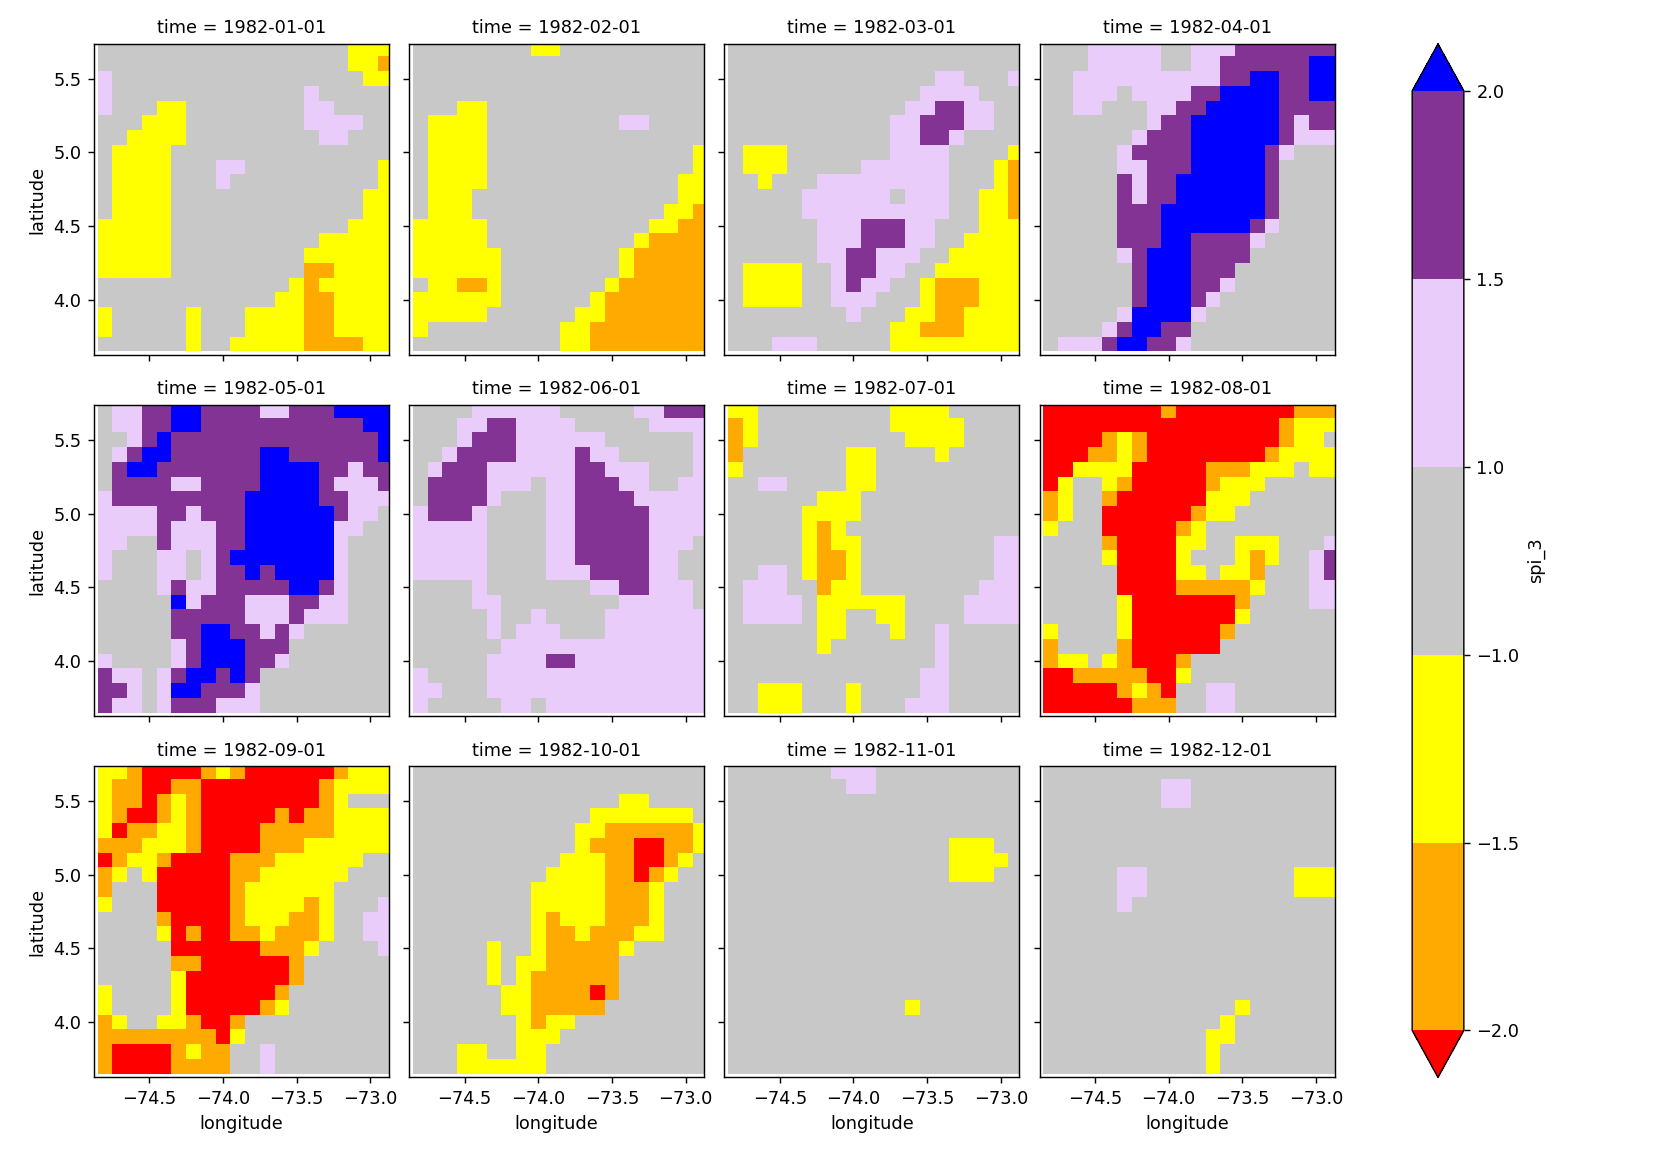 time = 1982-01-01
time = 1982-02-01
time = 1982-03-01
time = 1982-04-01
5.5
5.0
4.5
4.0
latitude
time = 1982-05-01
time = 1982-06-01
time = 1982-07-01
time = 1982-08-01
5.5
5.0
4.5
4.0
latitude
time = 1982-09-01
time = 1982-10-01
time = 1982-11-01
time = 1982-12-01
5.5
5.0
4.5
4.0
latitude
−74.5 −74.0 −73.5 −73.0
longitude
−74.5 −74.0 −73.5 −73.0
longitude
−74.5 −74.0 −73.5 −73.0
longitude
−74.5 −74.0 −73.5 −73.0
longitude
2.0
1.5
1.0
−1.0
−1.5
−2.0
spi_3